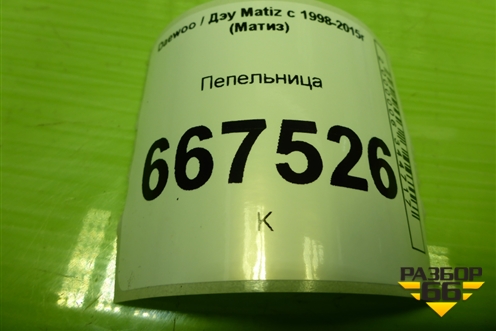 Daewoo / Дэу Matiz с 1998-2015г
(Матиз)
Пепельница
667526
К
РАЗБОР
66